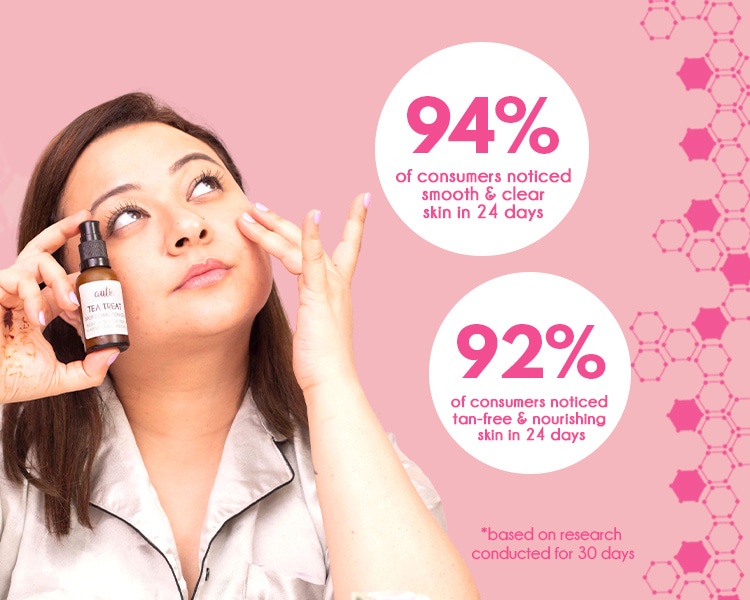 94%
of consumers noticed
smooth & clear
skin in 24 days
92%
of consumers noticed
tan-free & nourishing
skin in 24 days
*based on research
conducted for 30 days
TEA TREAT